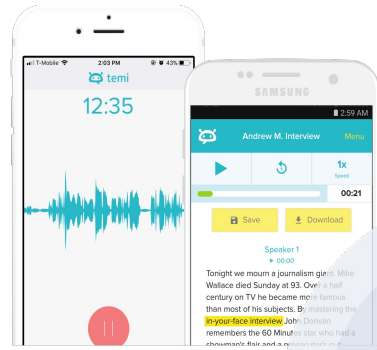 T-Mobile 2:03 PM 43%
temi
12:35
SAMSUNG
2:59 AM
Andrew M. Interview Menu
5
1x
Speed
00:21
Save Download
Speaker 1
00:00
Tonight we mourn a journalism giant. Mike
Wallace died Sunday at 93. Over a half
century on TV he became more famous
than most of his subjects. By mastering the
in-your-face interview John Donvan
remembers the 60 Minutes star who had a
showman's flair and a prosecutor's